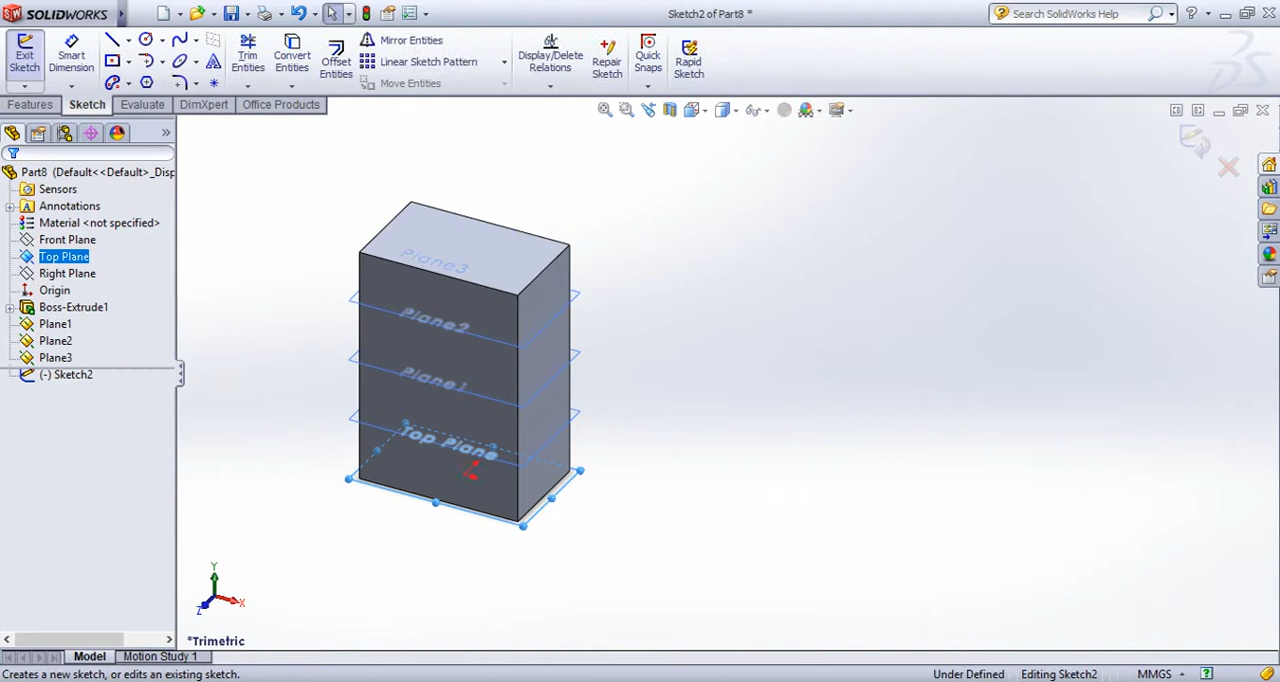 SOLIDWORKS
Sketch2 of Part8 *
Search SolidWorks Help
Exit Sketch
Smart Dimension
Trim Entities
Convert Entities
Offset Entities
Mirror Entities
Linear Sketch Pattern
Move Entities
Display/Delete Relations
Repair Sketch
Quick Snaps
Rapid Sketch
Features Sketch Evaluate DimXpert Office Products
Part8 (Default<<Default>_Disp
Sensors
Annotations
Material <not specified>
Front Plane
Top Plane
Right Plane
Origin
Boss-Extrude1
Plane1
Plane2
Plane3
(-) Sketch2
Plane3
Plane2
Plane1
Top Plane
Y
X
Z
*Trimetric
Model Motion Study 1
Creates a new sketch, or edits an existing sketch. Under Defined Editing Sketch2 MMGS